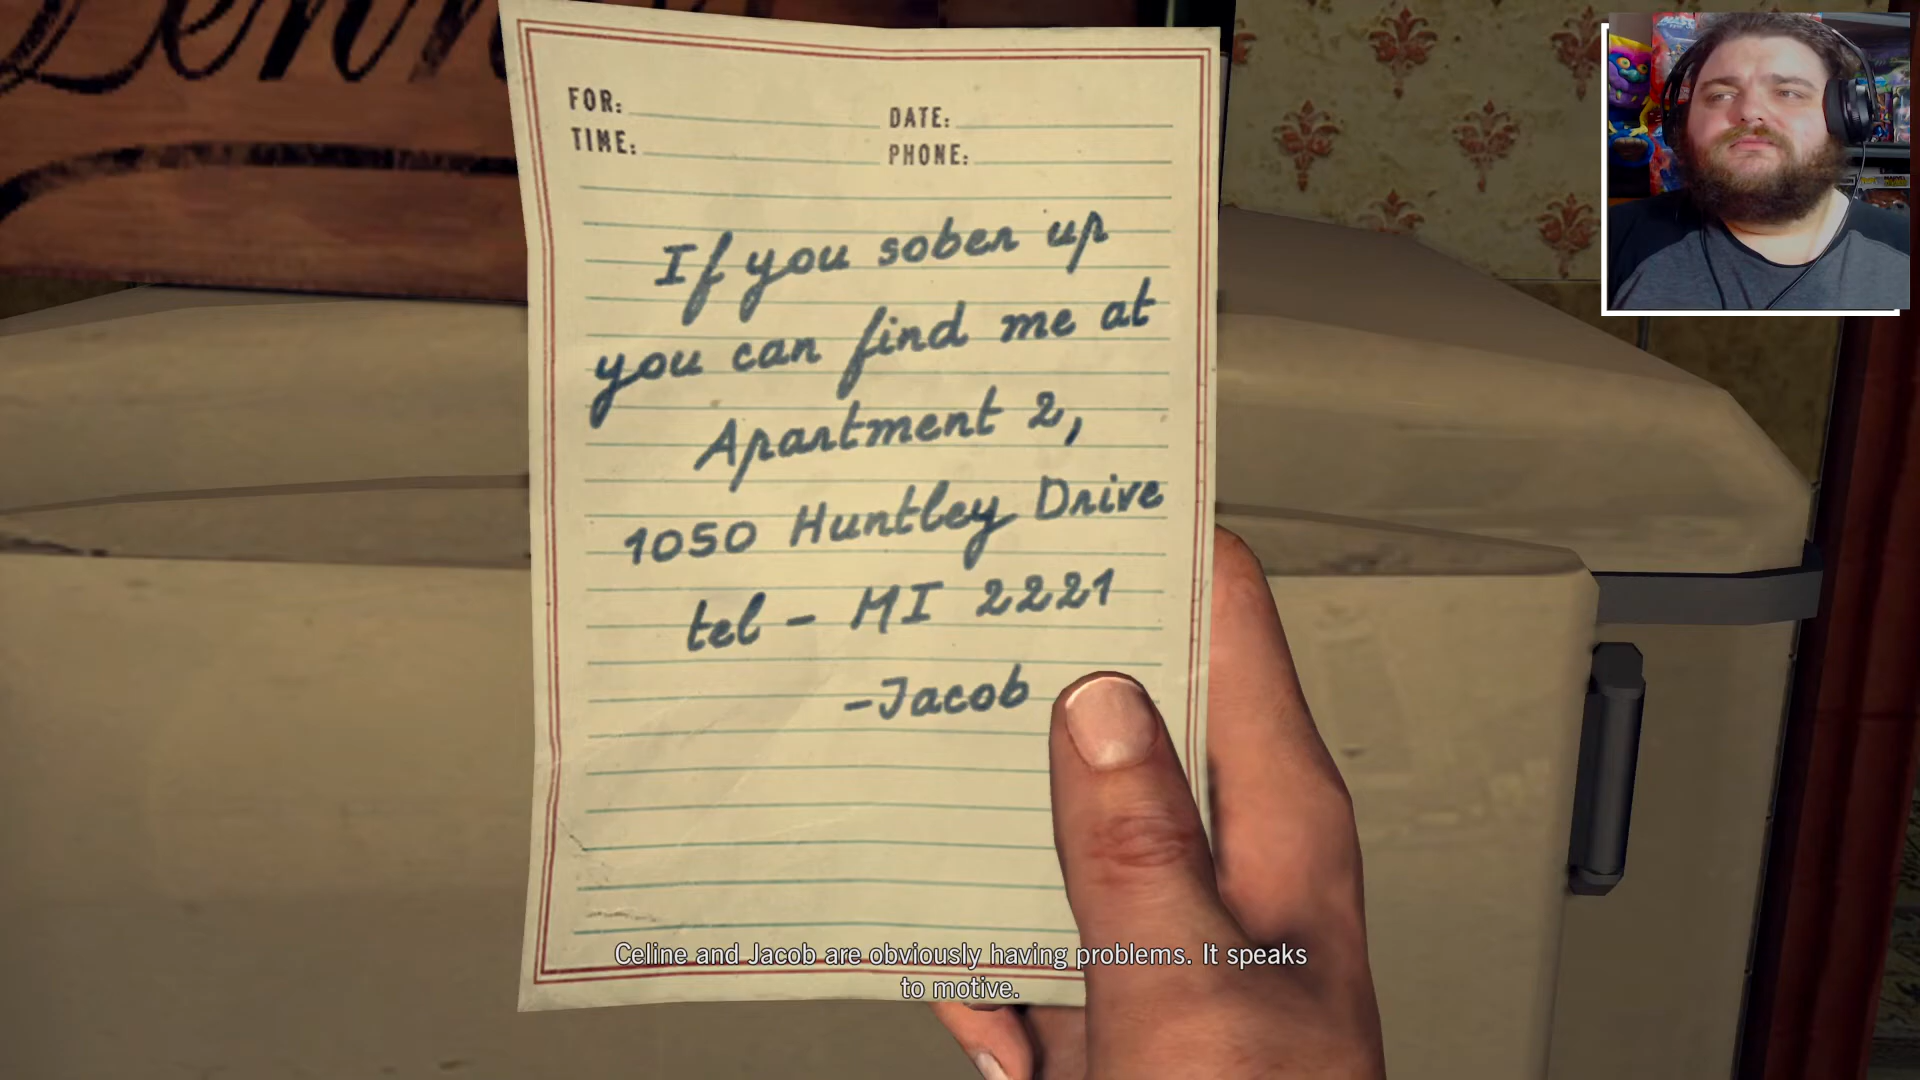 FOR:
DATE:
TIME:
PHONE:
If you sober up
you can find me at
Apartment 2,
1050 Huntley Drive
tel - MI 2221
-Jacob
Celine and Jacob are obviously having problems. It speaks
to motive.